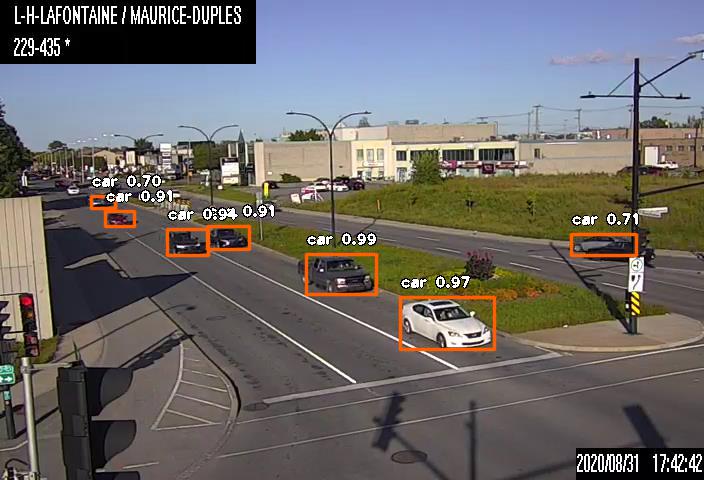 L-H-LAFONTAINE / MAURICE-DUPLES
229-435 *
car 0.70
car 0.91
car 0.94
car 0.91
car 0.99
car 0.97
car 0.71
2020/08/31 17:42:42